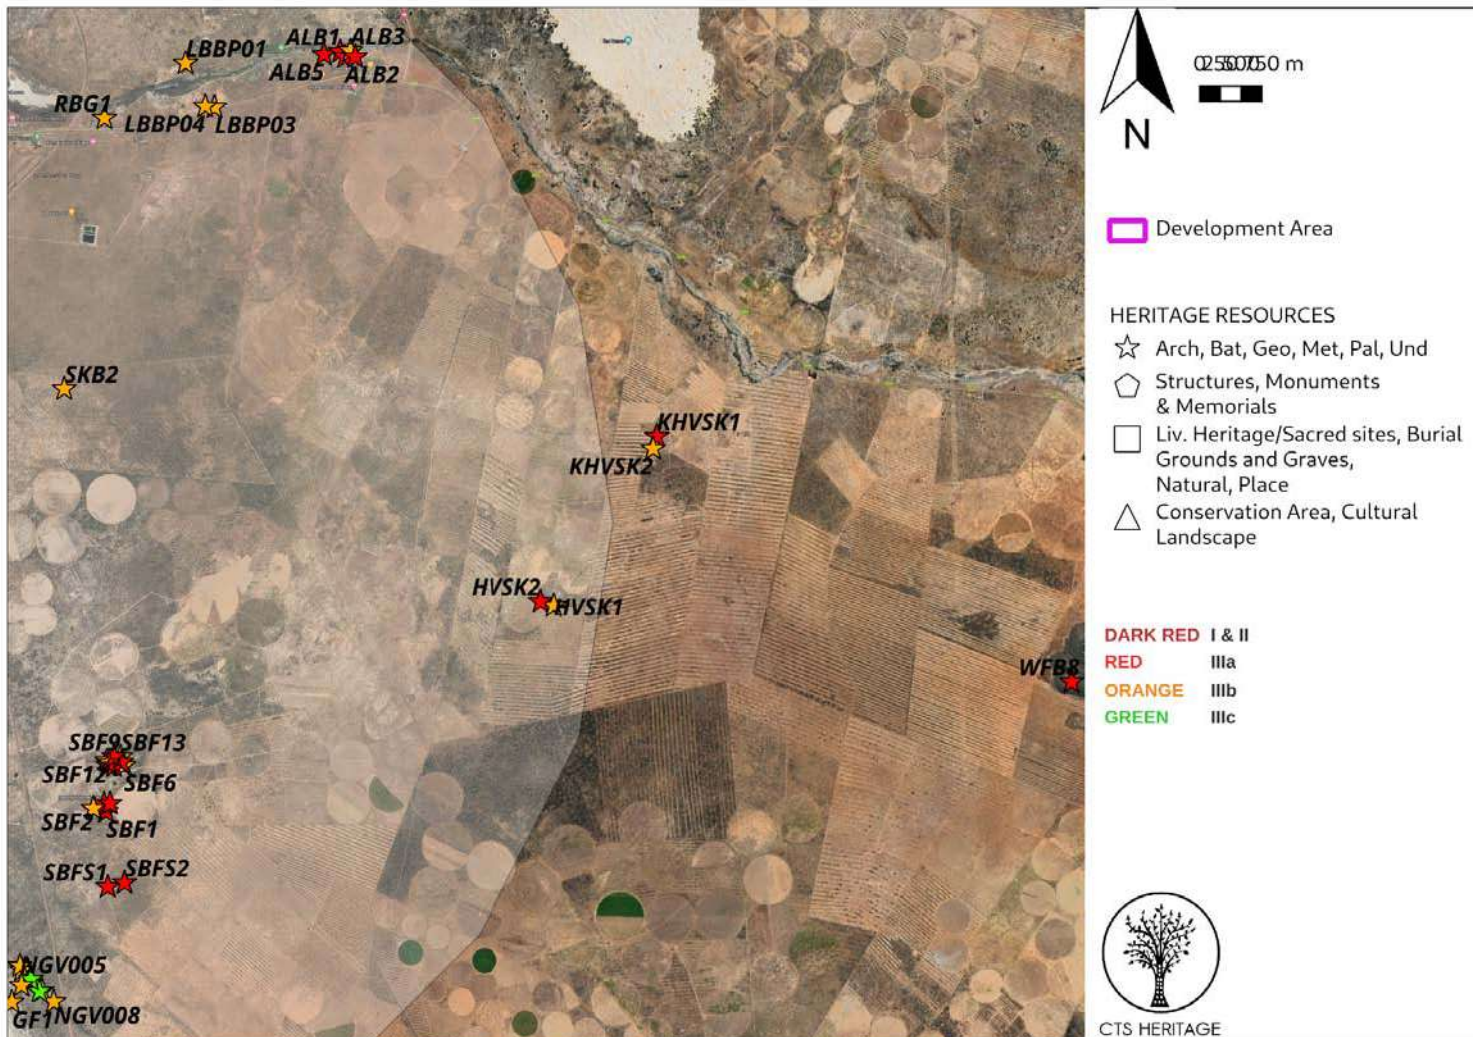 LBBP01
ALB1
ALB3
ALB5
ALB2
RBG1
LBBP04
LBBP03
SKB2
KHVSK1
KHVSK2
HVSK2
HVSK1
WFB8
SBF9
SBF13
SBF12
SBF6
SBF2
SBF1
SBFS1
SBFS2
NGV005
GF1
NGV008
N
750 m
Development Area
HERITAGE RESOURCES
Arch, Bat, Geo, Met, Pal, Und
Structures, Monuments
& Memorials
Liv. Heritage/Sacred sites, Burial
Grounds and Graves,
Natural, Place
Conservation Area, Cultural
Landscape
DARK RED I & II
RED IIIa
ORANGE IIIb
GREEN IIIc
CTS HERITAGE